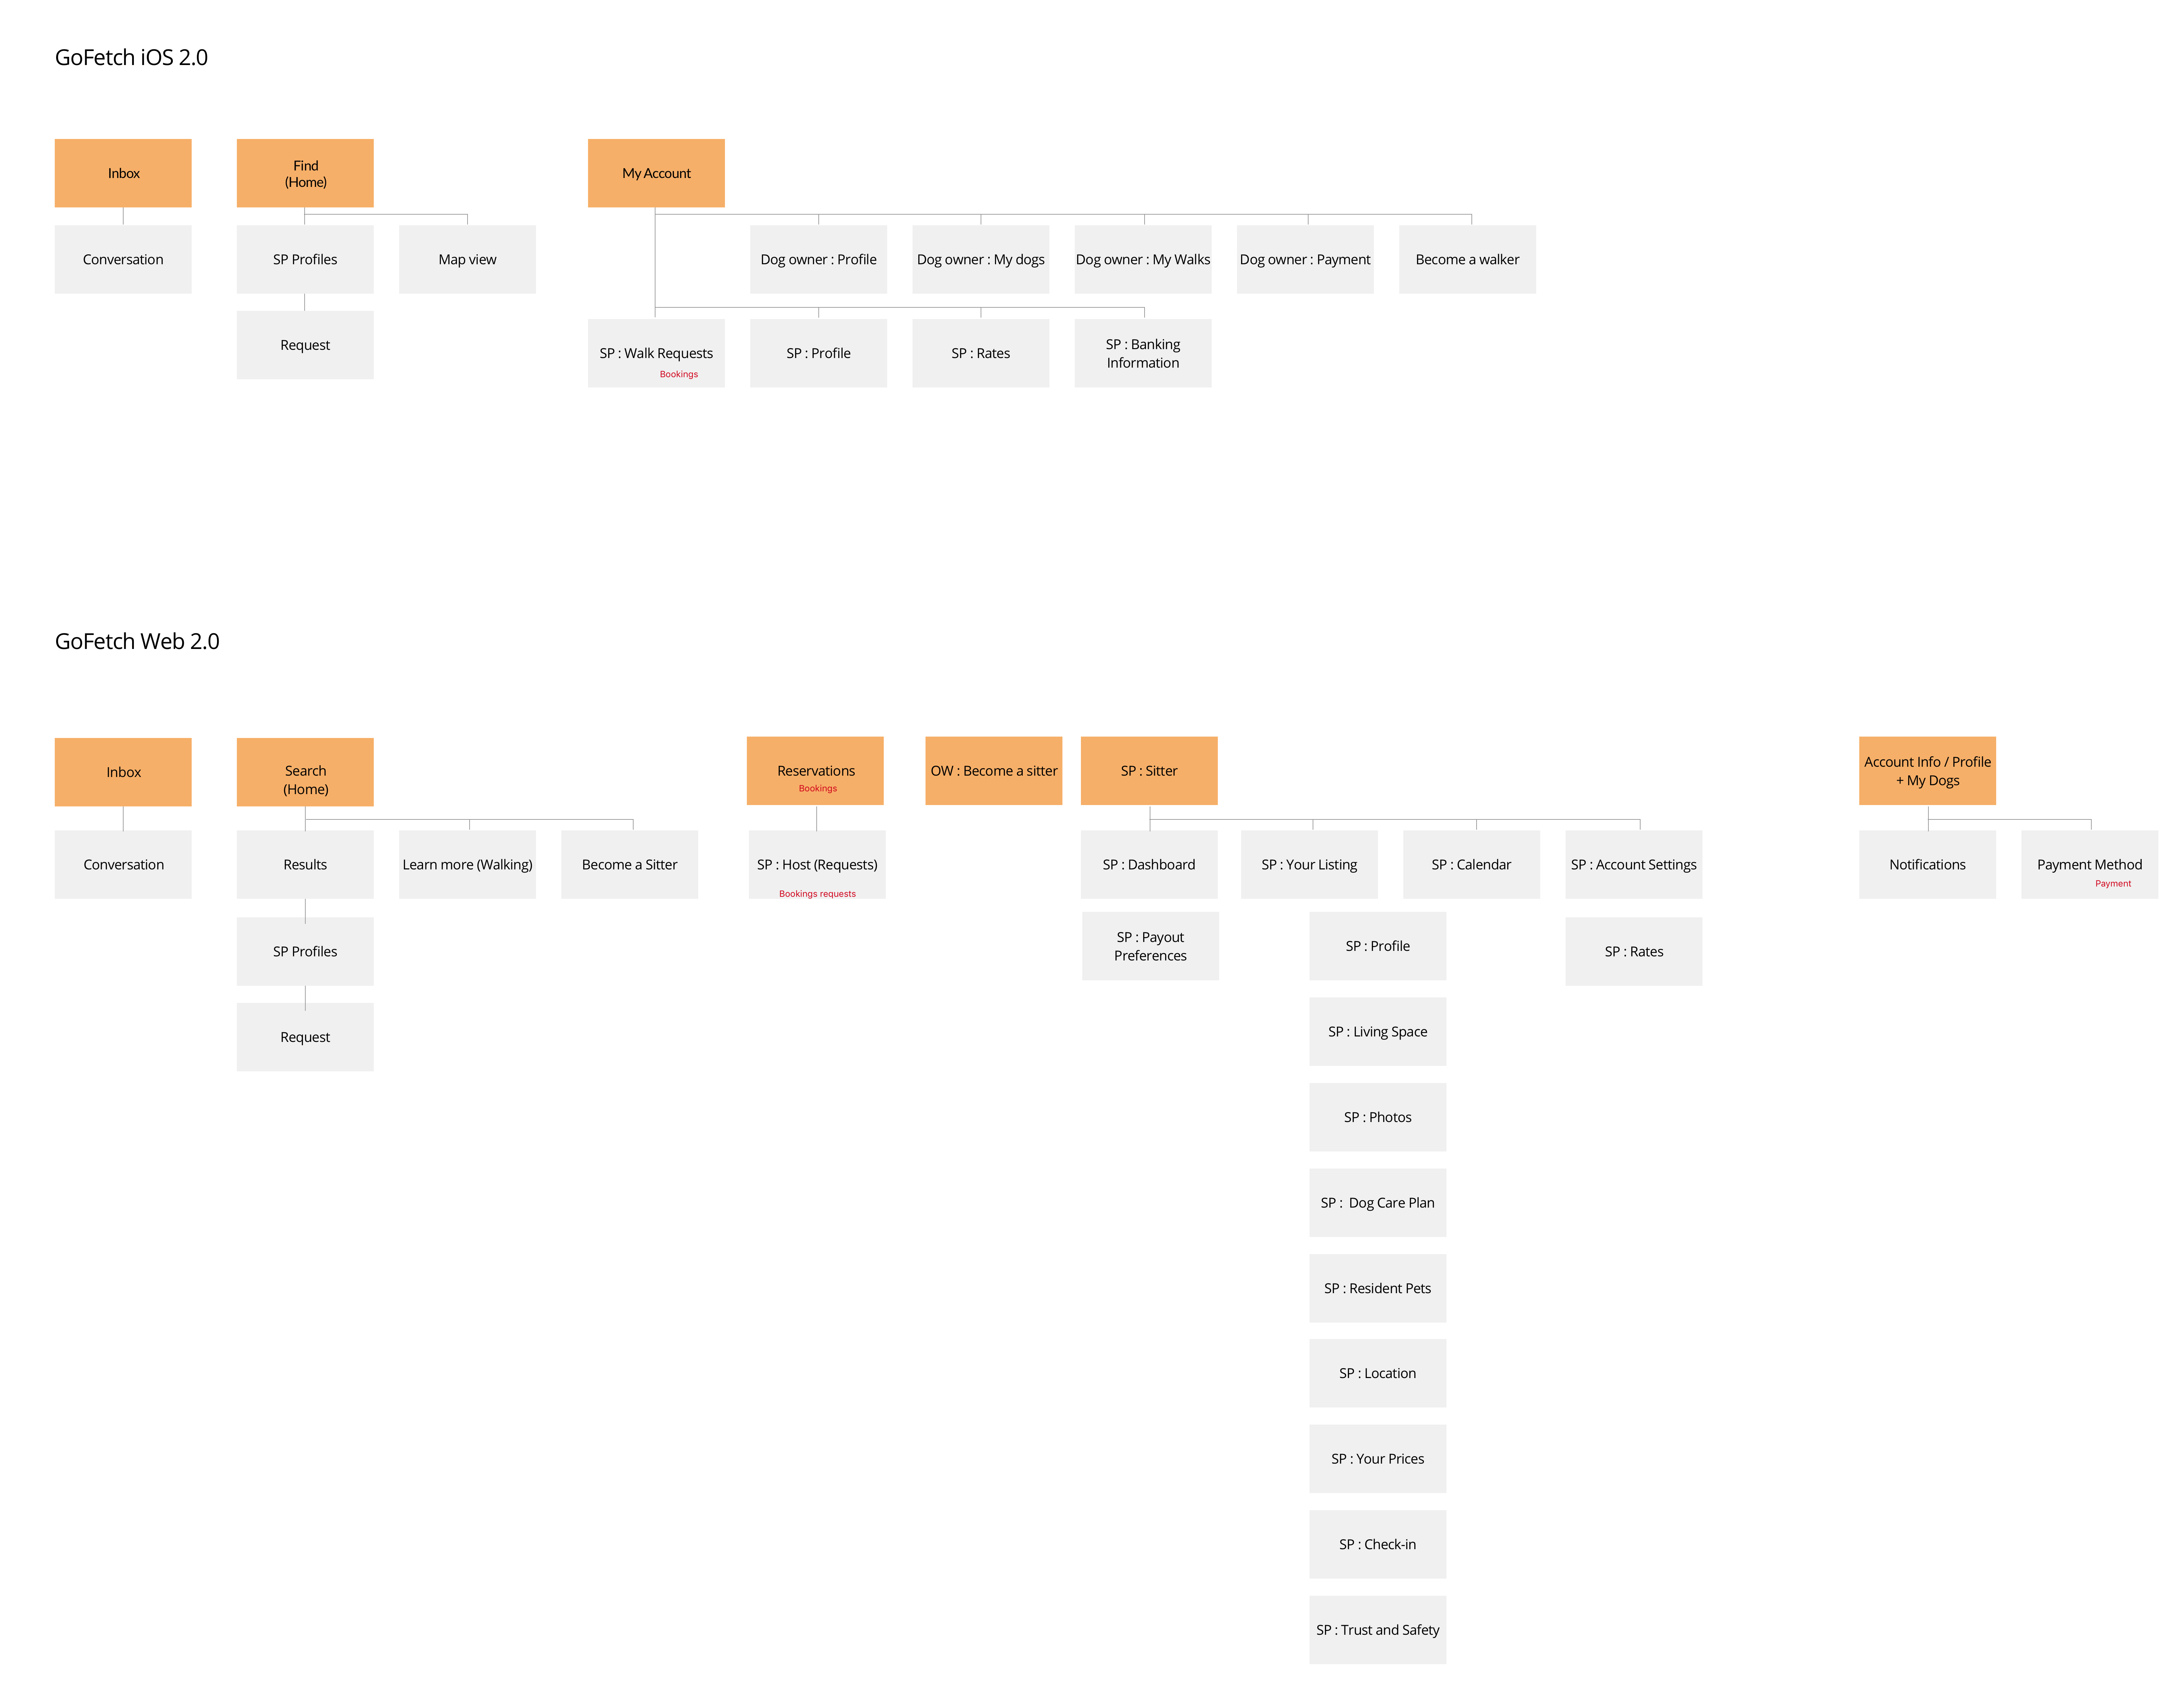 GoFetch iOS 2.0
Inbox
Find
(Home)
My Account
Conversation
SP Profiles
Map view
Dog owner : Profile
Dog owner : My dogs
Dog owner : My Walks
Dog owner : Payment
Become a walker
Request
SP : Walk Requests
Bookings
SP : Profile
SP : Rates
SP : Banking
Information
GoFetch Web 2.0
Inbox
Search
(Home)
Reservations
Bookings
OW : Become a sitter
SP : Sitter
Account Info / Profile
+ My Dogs
Conversation
Results
Learn more (Walking)
Become a Sitter
SP : Host (Requests)
Bookings requests
SP : Dashboard
SP : Your Listing
SP : Calendar
SP : Account Settings
Notifications
Payment Method
Payment
SP Profiles
SP : Payout
Preferences
SP : Profile
SP : Rates
Request
SP : Living Space
SP : Photos
SP :  Dog Care Plan
SP : Resident Pets
SP : Location
SP : Your Prices
SP : Check-in
SP : Trust and Safety